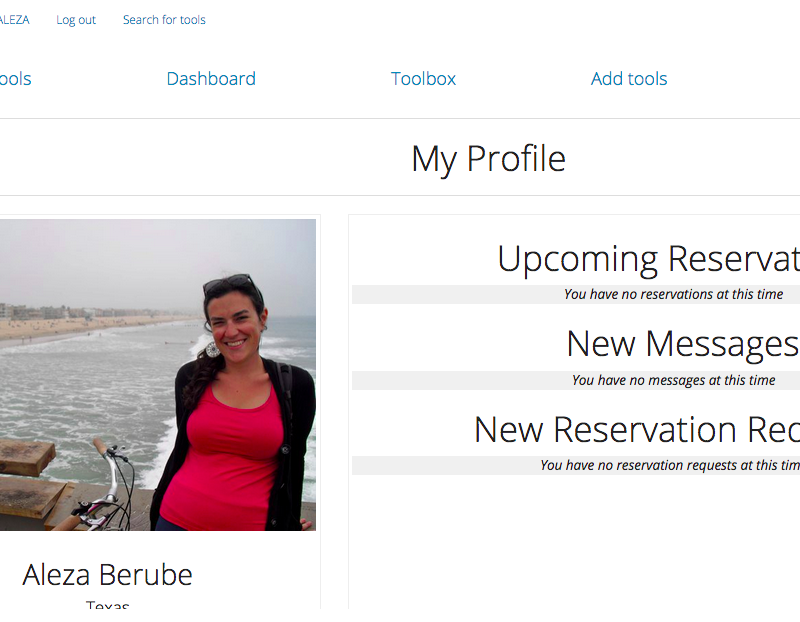 ALEZA Log out Search for tools
ools Dashboard Toolbox Add tools
My Profile
Upcoming Reservat
You have no reservations at this time
New Messages
You have no messages at this time
New Reservation Rec
You have no reservation requests at this tim
Aleza Berube
Texas